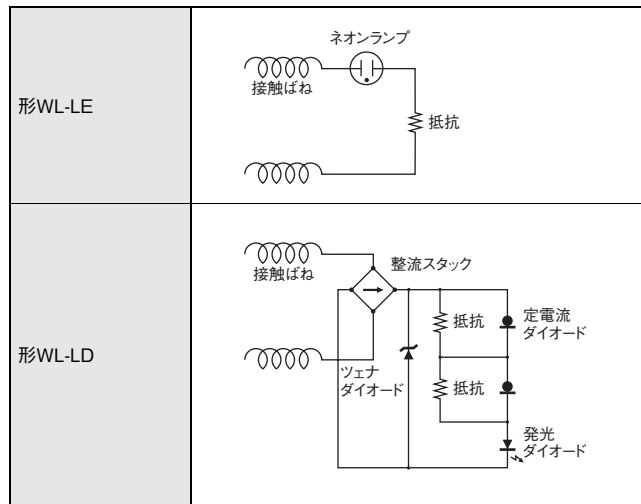 形WL-LE
ネオンランプ
接触ばね
抵抗
形WL-LD
接触ばね
整流スタック
抵抗
定電流
ダイオード
ツェナ
ダイオード
抵抗
発光
ダイオード